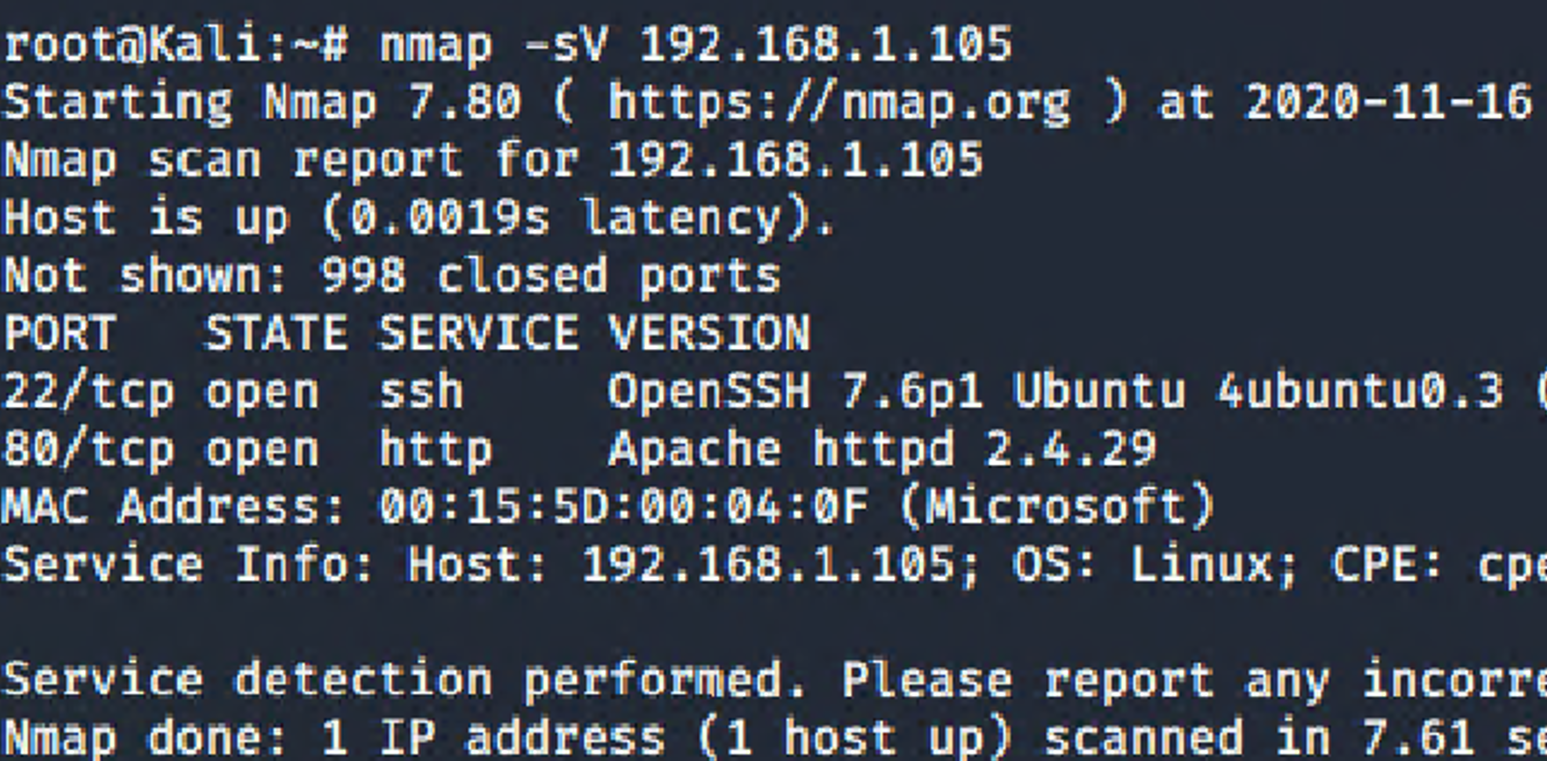 root@Kali:~# nmap -sV 192.168.1.105
Starting Nmap 7.80 ( https://nmap.org ) at 2020-11-16
Nmap scan report for 192.168.1.105
Host is up (0.0019s latency).
Not shown: 998 closed ports
PORT   STATE SERVICE VERSION
22/tcp open  ssh     OpenSSH 7.6p1 Ubuntu 4ubuntu0.3 (
80/tcp open  http    Apache httpd 2.4.29
MAC Address: 00:15:5D:00:04:0F (Microsoft)
Service Info: Host: 192.168.1.105; OS: Linux; CPE: cpe
Service detection performed. Please report any incorre
Nmap done: 1 IP address (1 host up) scanned in 7.61 se